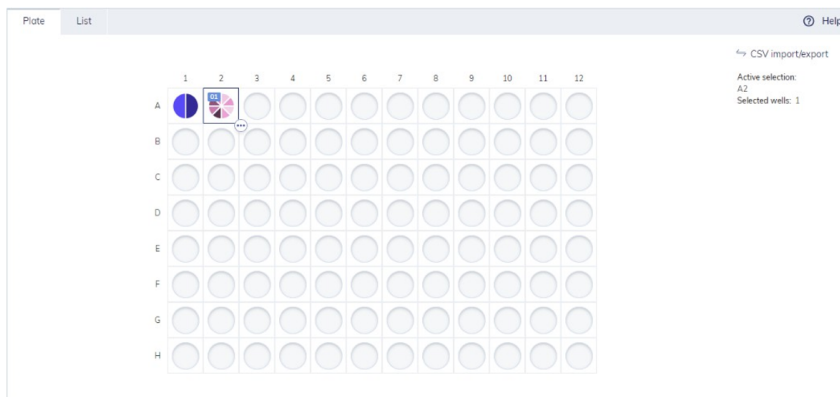 Plate List Help
CSV import/export
Active selection:
A2
Selected wells: 1
1 2 3 4 5 6 7 8 9 10 11 12
A 01
B
C
D
E
F
G
H